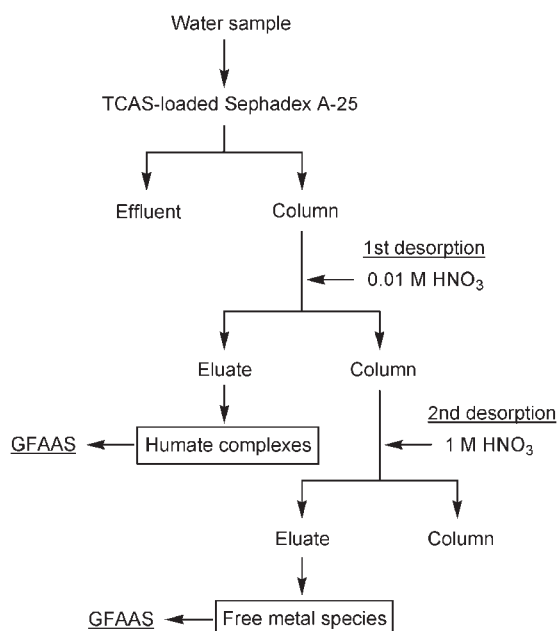 Water sample
TCAS-loaded Sephadex A-25
Effluent
Column
1st desorption
0.01 M HNO₃
Eluate
Column
2nd desorption
1 M HNO₃
GFAAS
Humate complexes
Eluate
Column
GFAAS
Free metal species